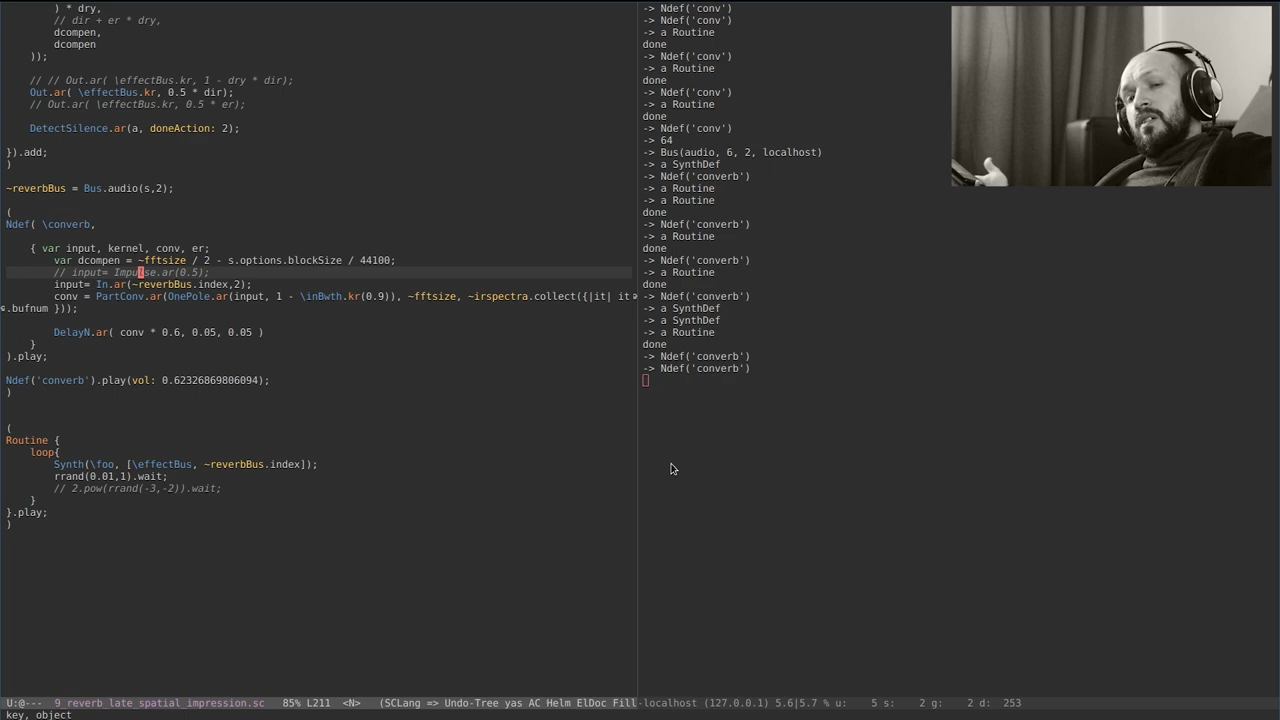 ) * dry,
        // dir + er * dry,
        dcompen,
        dcompen
    ));
    // // Out.ar( \effectBus.kr, 1 - dry * dir);
    Out.ar( \effectBus.kr, 0.5 * dir);
    // Out.ar( \effectBus.kr, 0.5 * er);
    DetectSilence.ar(a, doneAction: 2);
}).add;
)
~reverbBus = Bus.audio(s,2);
(
Ndef( \converb,
    { var input, kernel, conv, er;
        var dcompen = ~fftsize / 2 - s.options.blockSize / 44100;
        // input= Impulse.ar(0.5);
        input= In.ar(~reverbBus.index,2);
        conv = PartConv.ar(OnePole.ar(input, 1 - \inBwth.kr(0.9)), ~fftsize, ~irspectra.collect({|it| it
.bufnum }));
        DelayN.ar( conv * 0.6, 0.05, 0.05 )
    }
).play;
Ndef('converb').play(vol: 0.62326869806094);
)
(
Routine {
    loop{
        Synth(\foo, [\effectBus, ~reverbBus.index]);
        rrand(0.01,1).wait;
        // 2.pow(rrand(-3,-2)).wait;
    }
}.play;
)
-> Ndef('conv')
-> Ndef('conv')
-> a Routine
done
-> Ndef('conv')
-> a Routine
done
-> Ndef('conv')
-> a Routine
done
-> Ndef('conv')
-> 64
-> Bus(audio, 6, 2, localhost)
-> a SynthDef
-> Ndef('converb')
-> a Routine
-> a Routine
done
-> Ndef('converb')
-> a Routine
done
-> Ndef('converb')
-> a Routine
done
-> Ndef('converb')
-> a SynthDef
-> a SynthDef
-> a Routine
done
-> Ndef('converb')
-> Ndef('converb')
U:@---  9_reverb_late_spatial_impression.sc   85% L211  <N>   (SCLang => Undo-Tree yas AC Helm ElDoc Fill
-localhost (127.0.0.1) 5.6|5.7 % u:    5 s:    2 g:    2 d:  253
key, object